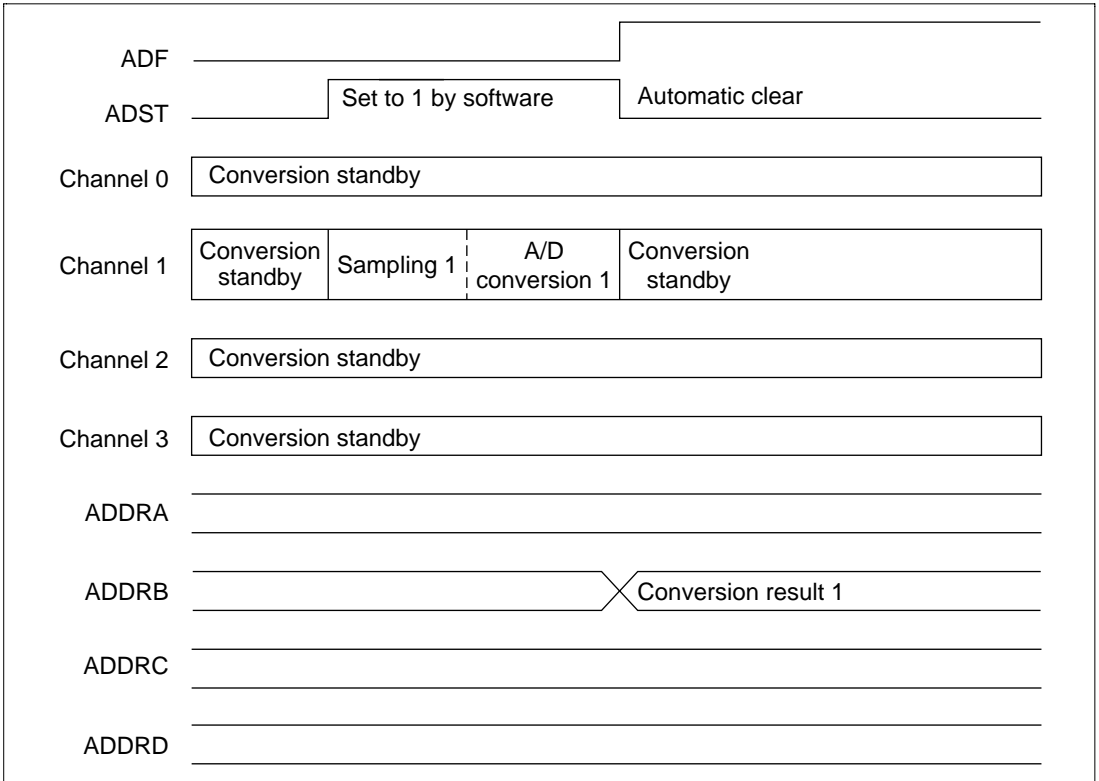 ADF
ADST
Set to 1 by software
Automatic clear
Channel 0
Conversion standby
Channel 1
Conversion
standby
Sampling 1
A/D
conversion 1
Conversion
standby
Channel 2
Conversion standby
Channel 3
Conversion standby
ADDRA
ADDRB
Conversion result 1
ADDRC
ADDRD